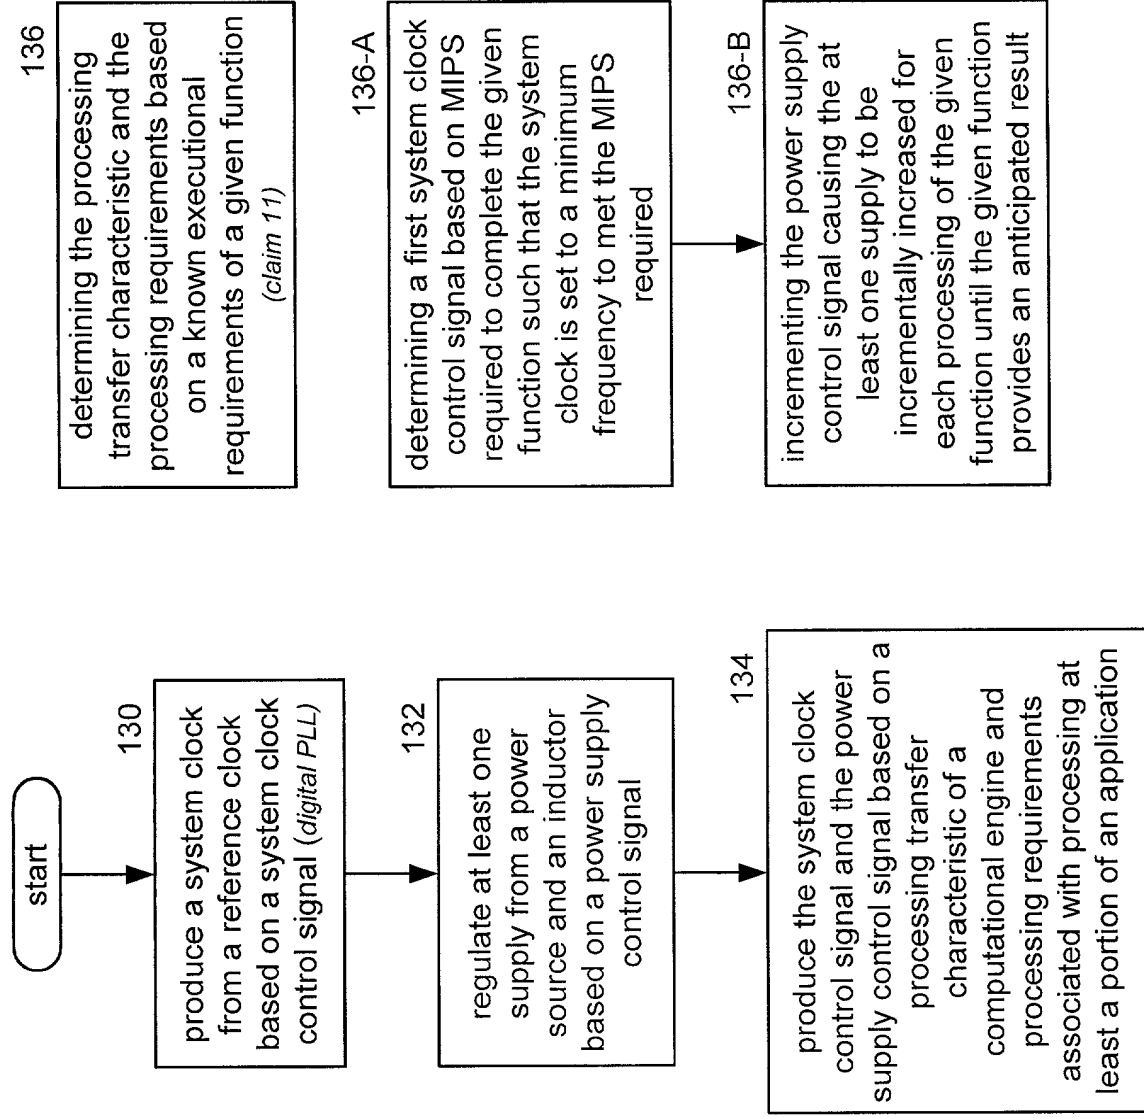 start
130
produce a system clock
from a reference clock
based on a system clock
control signal (digital PLL)
132
regulate at least one
supply from a power
source and an inductor
based on a power supply
control signal
134
produce the system clock
control signal and the power
supply control signal based on a
processing transfer
characteristic of a
computational engine and
processing requirements
associated with processing at
least a portion of an application
136
determining the processing
transfer characteristic and the
processing requirements based
on a known executional
requirements of a given function
(claim 11)
136-A
determining a first system clock
control signal based on MIPS
required to complete the given
function such that the system
clock is set to a minimum
frequency to met the MIPS
required
136-B
incrementing the power supply
control signal causing the at
least one supply to be
incrementally increased for
each processing of the given
function until the given function
provides an anticipated result